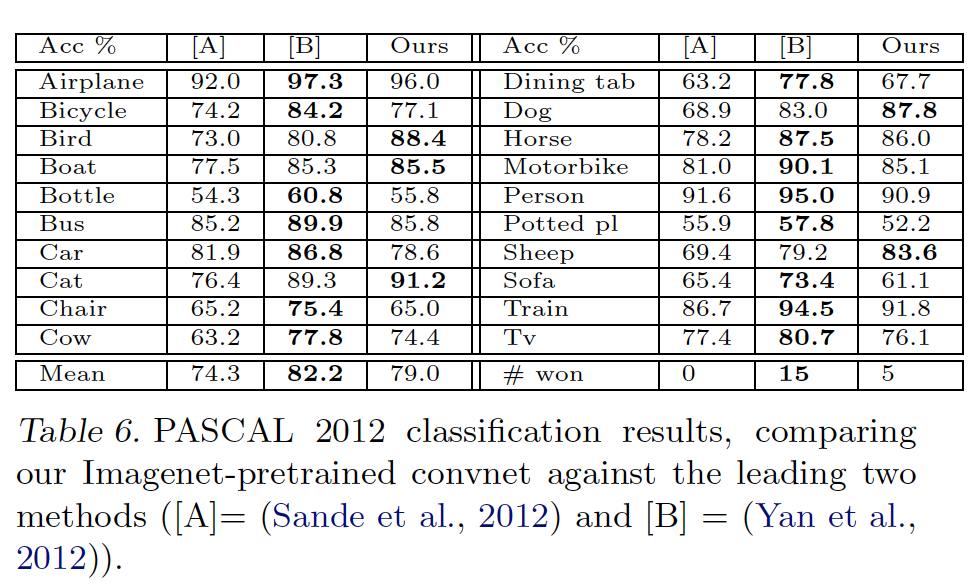 Acc % [A] [B] Ours Acc % [A] [B] Ours
Airplane 92.0 97.3 96.0 Dining tab 63.2 77.8 67.7
Bicycle 74.2 84.2 77.1 Dog 68.9 83.0 87.8
Bird 73.0 80.8 88.4 Horse 78.2 87.5 86.0
Boat 77.5 85.3 85.5 Motorbike 81.0 90.1 85.1
Bottle 54.3 60.8 55.8 Person 91.6 95.0 90.9
Bus 85.2 89.9 85.8 Potted pl 55.9 57.8 52.2
Car 81.9 86.8 78.6 Sheep 69.4 79.2 83.6
Cat 76.4 89.3 91.2 Sofa 65.4 73.4 61.1
Chair 65.2 75.4 65.0 Train 86.7 94.5 91.8
Cow 63.2 77.8 74.4 Tv 77.4 80.7 76.1
Mean 74.3 82.2 79.0 # won 0 15 5
Table 6. PASCAL 2012 classification results, comparing
our Imagenet-pretrained convnet against the leading two
methods ([A]= (Sande et al., 2012) and [B] = (Yan et al.,
2012)).